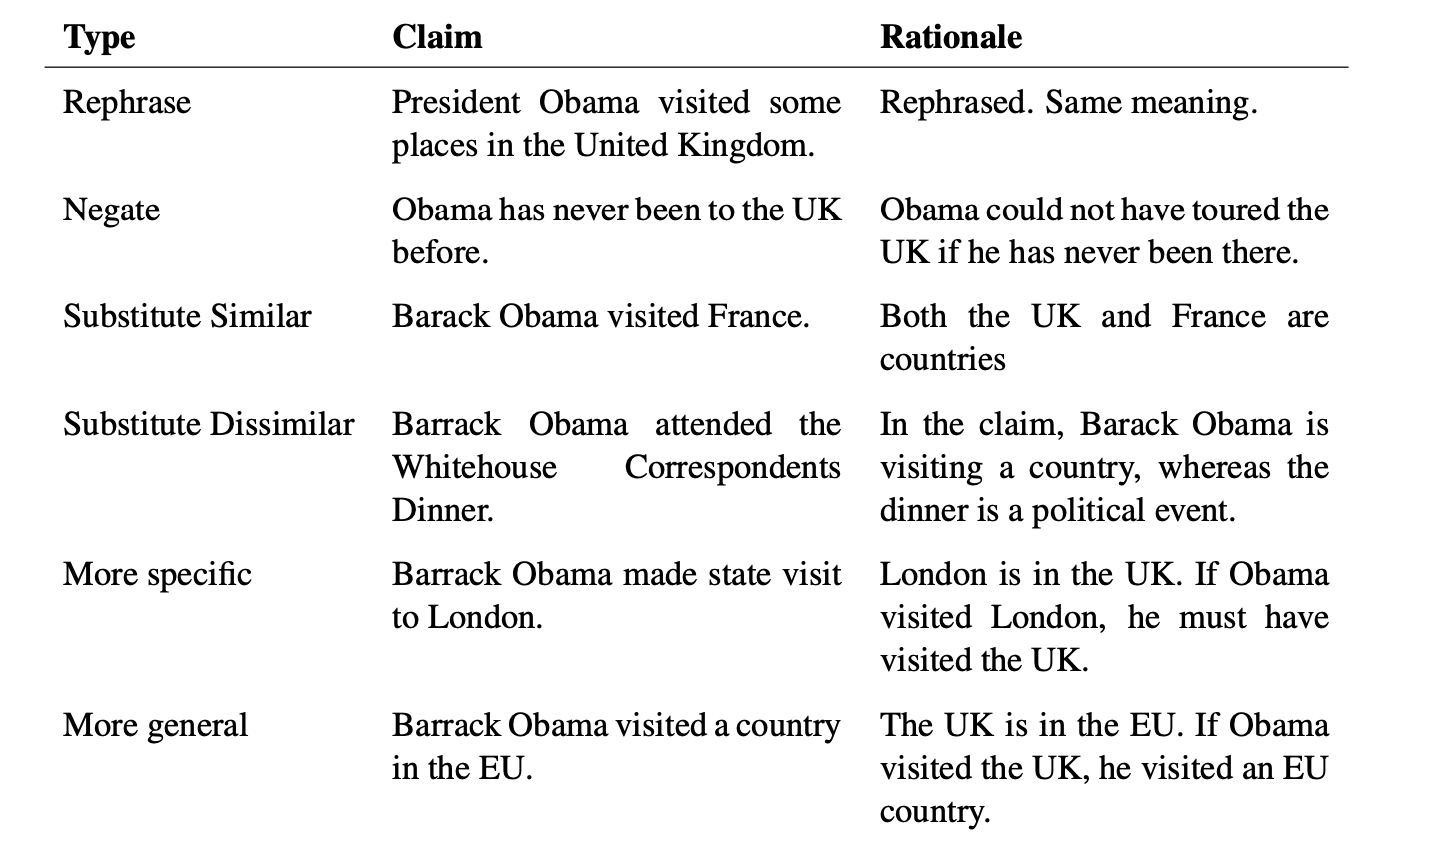 Type Claim Rationale
Rephrase President Obama visited some Rephrased. Same meaning.
places in the United Kingdom.
Negate Obama has never been to the UK Obama could not have toured the
before. UK if he has never been there.
Substitute Similar Barack Obama visited France. Both the UK and France are
countries
Substitute Dissimilar Barrack Obama attended the In the claim, Barack Obama is
Whitehouse Correspondents visiting a country, whereas the
Dinner. dinner is a political event.
More specific Barrack Obama made state visit London is in the UK. If Obama
to London. visited London, he must have
visited the UK.
More general Barrack Obama visited a country The UK is in the EU. If Obama
in the EU. visited the UK, he visited an EU
country.